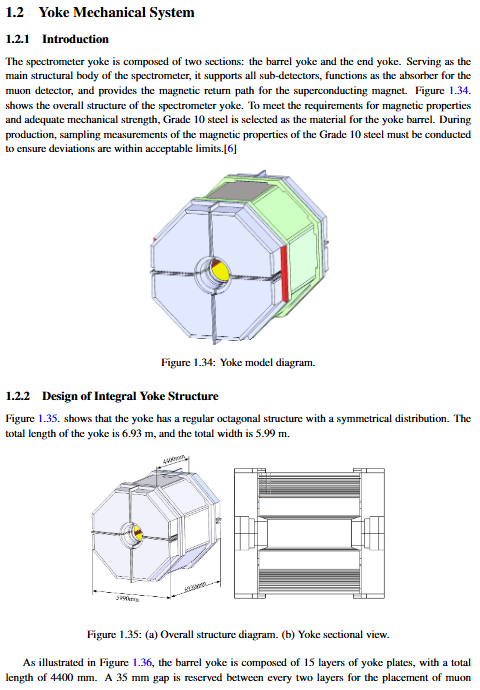 1.2 Yoke Mechanical System
1.2.1 Introduction
The spectrometer yoke is composed of two sections: the barrel yoke and the end yoke. Serving as the
main structural body of the spectrometer, it supports all sub-detectors, functions as the absorber for the
muon detector, and provides the magnetic return path for the superconducting magnet. Figure 1.34.
shows the overall structure of the spectrometer yoke. To meet the requirements for magnetic properties
and adequate mechanical strength, Grade 10 steel is selected as the material for the yoke barrel. During
production, sampling measurements of the magnetic properties of the Grade 10 steel must be conducted
to ensure deviations are within acceptable limits.[6]
Figure 1.34: Yoke model diagram.
1.2.2 Design of Integral Yoke Structure
Figure 1.35. shows that the yoke has a regular octagonal structure with a symmetrical distribution. The
total length of the yoke is 6.93 m, and the total width is 5.99 m.
4400mm
5990mm
6930mm
Figure 1.35: (a) Overall structure diagram. (b) Yoke sectional view.
As illustrated in Figure 1.36, the barrel yoke is composed of 15 layers of yoke plates, with a total
length of 4400 mm. A 35 mm gap is reserved between every two layers for the placement of muon